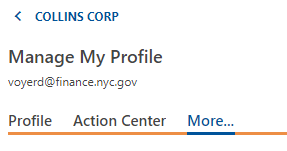 COLLINS CORP
Manage My Profile
voyerd@finance.nyc.gov
Profile Action Center More...